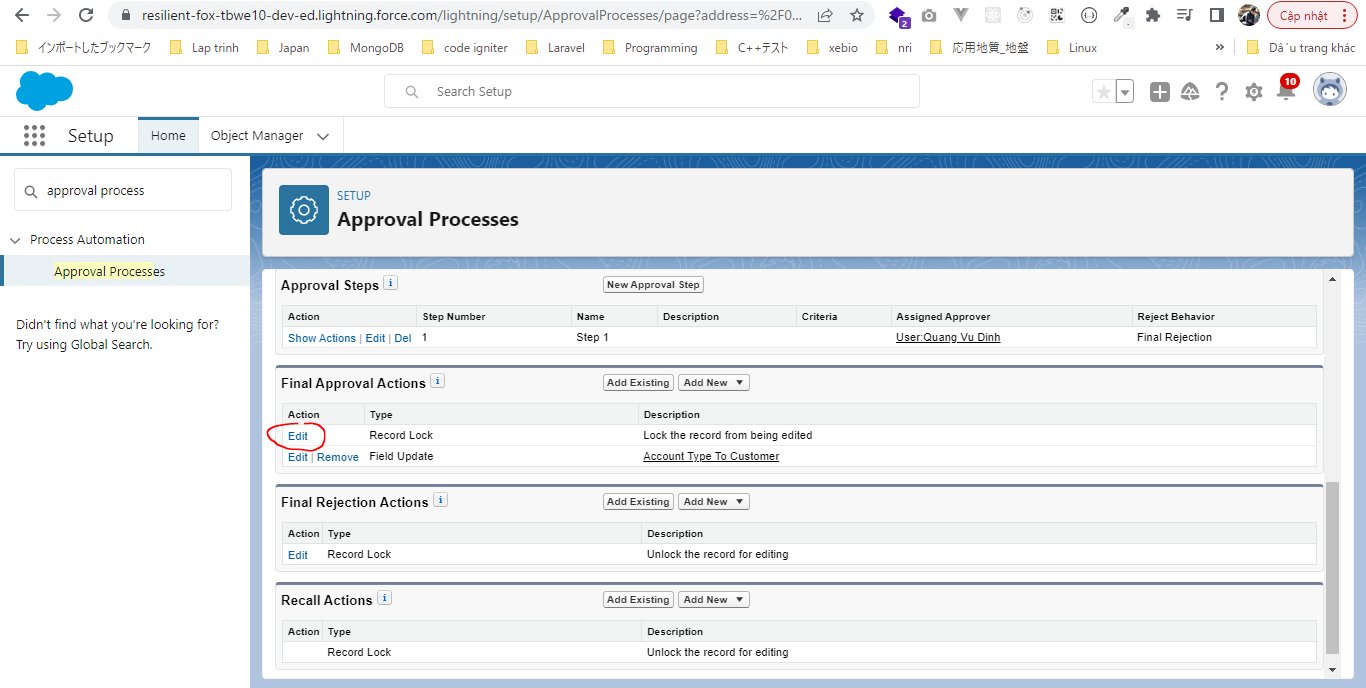 resilient-fox-tbwe10-dev-ed.lightning.force.com/lightning/setup/ApprovalProcesses/page?address=%2F0...
2
Cập nhật
インポートしたブックマーク Lap trinh Japan MongoDB code igniter Laravel Programming C++テスト xebio nri 応用地質_地盤 Linux » Dấu trang khác
Search Setup
10
Setup Home Object Manager
approval process
Process Automation
Approval Processes
Didn't find what you're looking for?
Try using Global Search.
SETUP
Approval Processes
Approval Steps i New Approval Step
Action Step Number Name Description Criteria Assigned Approver Reject Behavior
Show Actions | Edit | Del 1 Step 1 User:Quang Vu Dinh Final Rejection
Final Approval Actions i Add Existing Add New ▼
Action Type Description
Edit Record Lock Lock the record from being edited
Edit | Remove Field Update Account Type To Customer
Final Rejection Actions i Add Existing Add New ▼
Action Type Description
Edit Record Lock Unlock the record for editing
Recall Actions i Add Existing Add New ▼
Action Type Description
Record Lock Unlock the record for editing